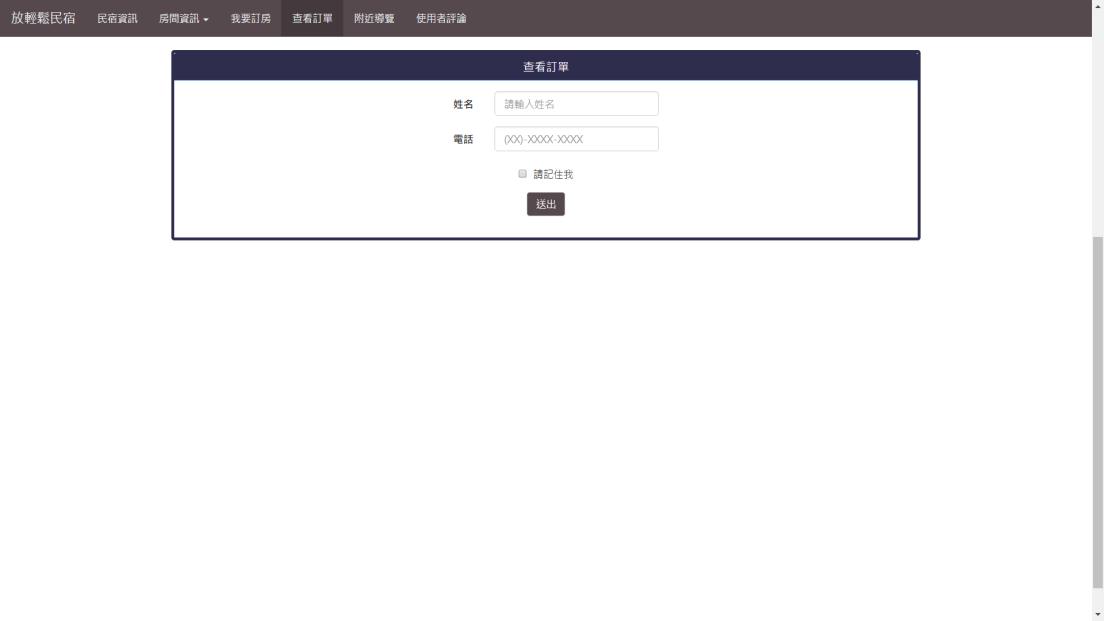 放輕鬆民宿 民宿資訊 房間資訊 我要訂房 查看訂單 附近導覽 使用者評論
查看訂單
姓名 請輸入姓名
電話 (XX)-XXXX-XXXX
請記住我
送出